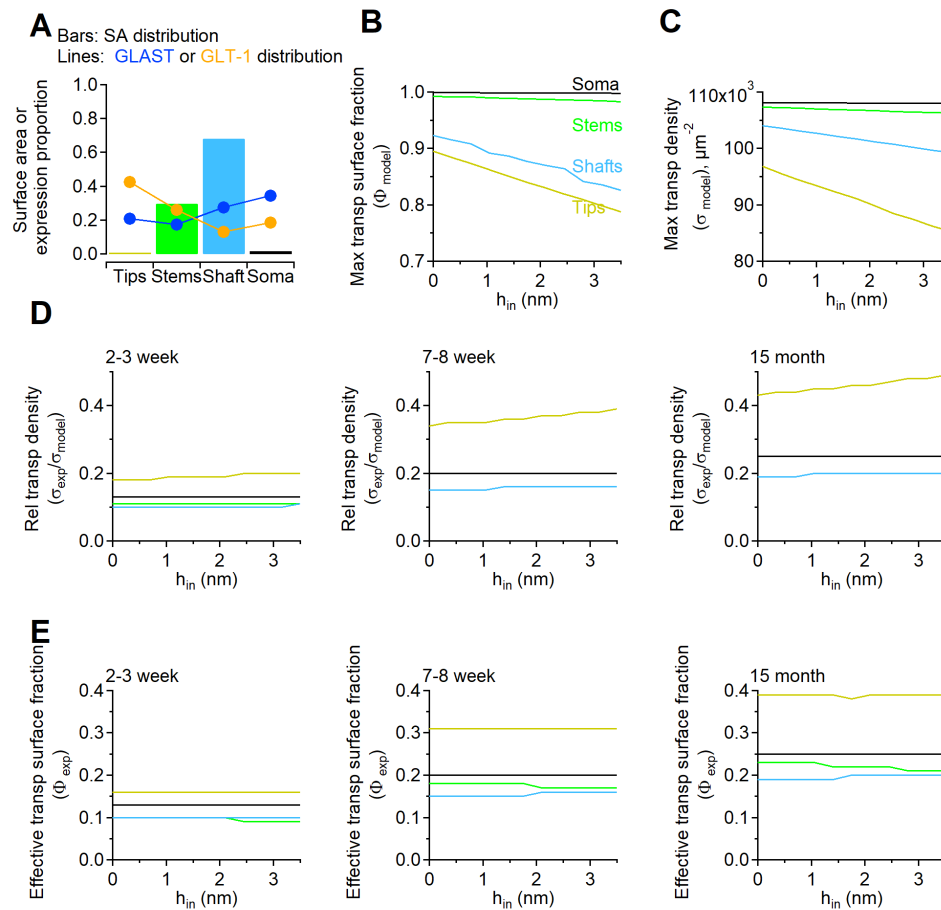 A
Bars: SA distribution
Lines: GLAST or GLT-1 distribution
Surface area or
expression proportion
1.0
0.8
0.6
0.4
0.2
0.0
Tips Stems Shaft Soma
B
Max transp surface fraction
(Φmodel)
1.0
0.9
0.8
0.7
Soma
Stems
Shafts
Tips
0 1 2 3
hin (nm)
C
Max transp density
(σmodel), μm-2
110x103
100
90
80
0 1 2 3
hin (nm)
D
2-3 week
Rel transp density
(σexp/σmodel)
0.4
0.2
0.0
0 1 2 3
hin (nm)
7-8 week
Rel transp density
(σexp/σmodel)
0.4
0.2
0.0
0 1 2 3
hin (nm)
15 month
Rel transp density
(σexp/σmodel)
0.4
0.2
0.0
0 1 2 3
hin (nm)
E
2-3 week
Effective transp surface fraction
(Φexp)
0.4
0.3
0.2
0.1
0.0
0 1 2 3
hin (nm)
7-8 week
Effective transp surface fraction
(Φexp)
0.4
0.3
0.2
0.1
0.0
0 1 2 3
hin (nm)
15 month
Effective transp surface fraction
(Φexp)
0.4
0.3
0.2
0.1
0.0
0 1 2 3
hin (nm)